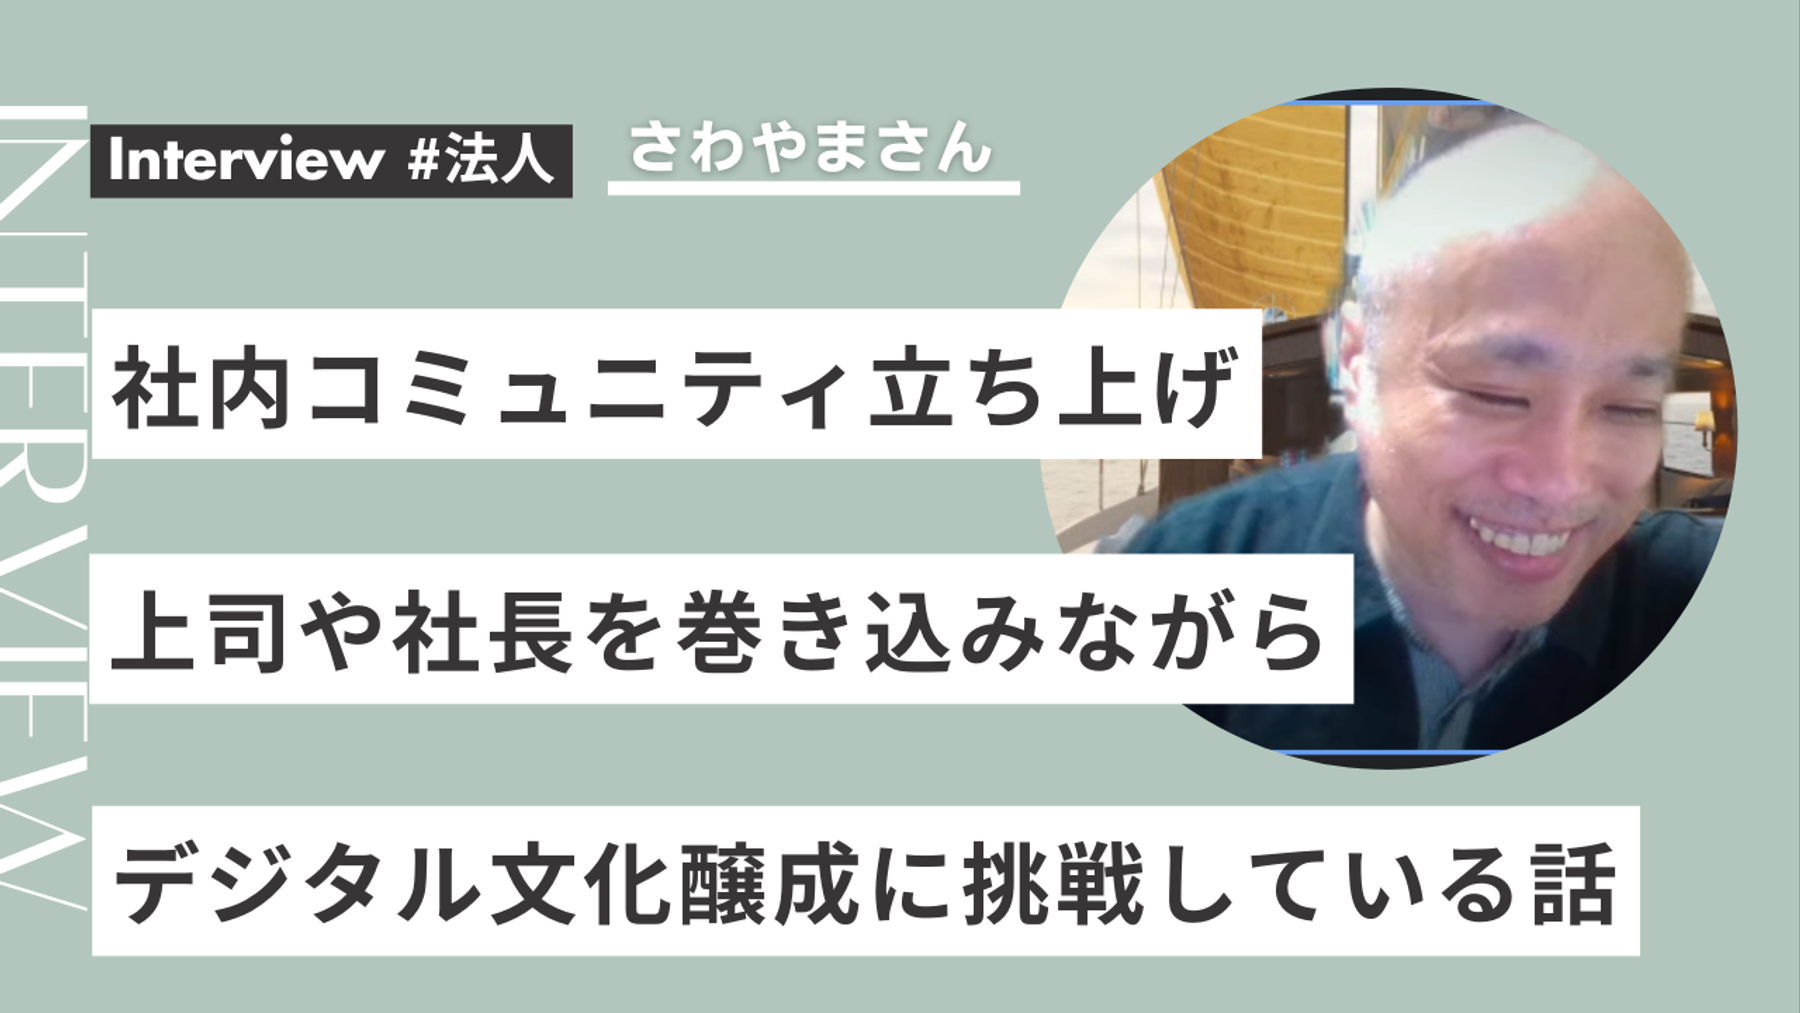 INTERVIEW
Interview #法人
さわやまさん
社内コミュニティ立ち上げ
上司や社長を巻き込みながら
デジタル文化醸成に挑戦している話